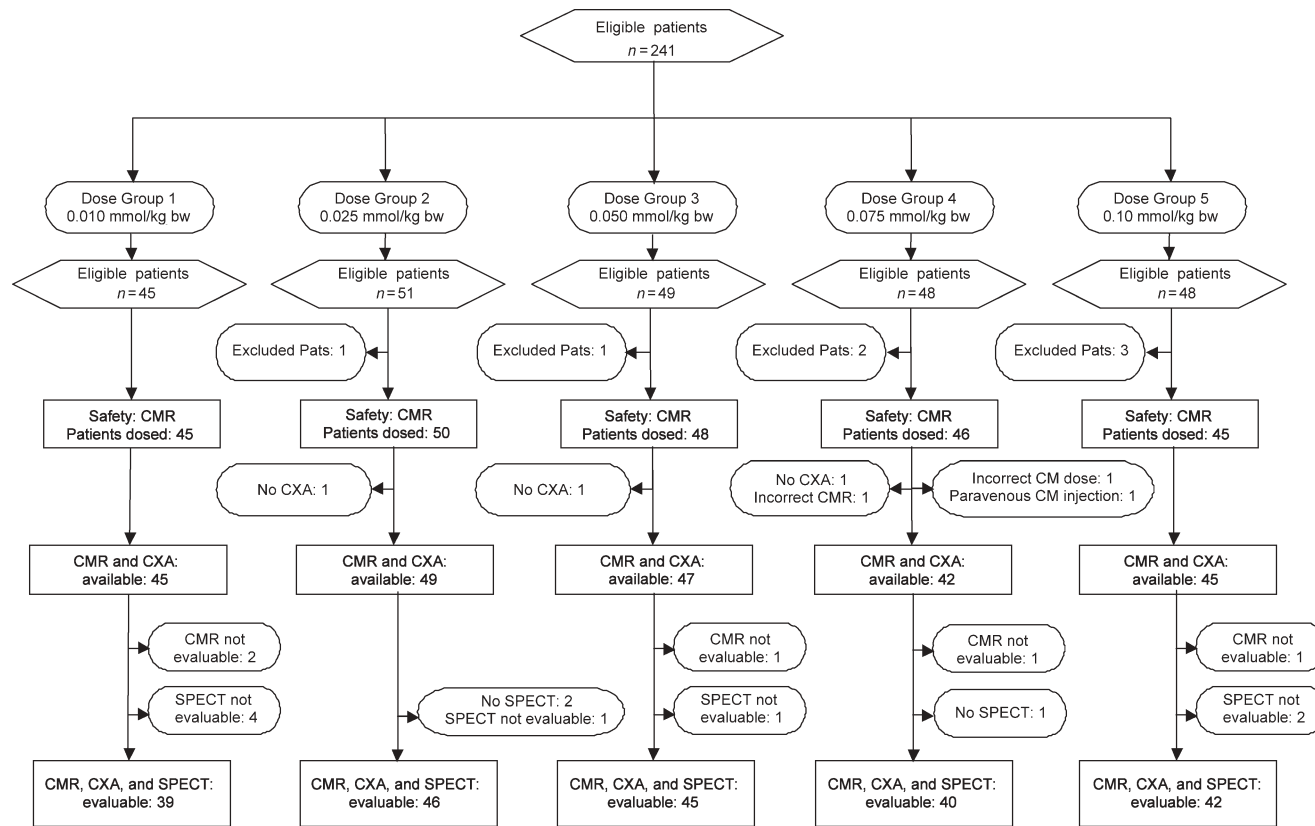 Eligible patients
n = 241
Dose Group 1
0.010 mmol/kg bw
Dose Group 2
0.025 mmol/kg bw
Dose Group 3
0.050 mmol/kg bw
Dose Group 4
0.075 mmol/kg bw
Dose Group 5
0.10 mmol/kg bw
Eligible patients
n = 45
Eligible patients
n = 51
Eligible patients
n = 49
Eligible patients
n = 48
Eligible patients
n = 48
Excluded Pats: 1
Excluded Pats: 1
Excluded Pats: 2
Excluded Pats: 3
Safety: CMR
Patients dosed: 45
Safety: CMR
Patients dosed: 50
Safety: CMR
Patients dosed: 48
Safety: CMR
Patients dosed: 46
Safety: CMR
Patients dosed: 45
No CXA: 1
No CXA: 1
No CXA: 1
Incorrect CMR: 1
Incorrect CM dose: 1
Paravenous CM injection: 1
CMR and CXA:
available: 45
CMR and CXA:
available: 49
CMR and CXA:
available: 47
CMR and CXA:
available: 42
CMR and CXA:
available: 45
CMR not
evaluable: 2
CMR not
evaluable: 1
CMR not
evaluable: 1
CMR not
evaluable: 1
SPECT not
evaluable: 4
No SPECT: 2
SPECT not evaluable: 1
SPECT not
evaluable: 1
No SPECT: 1
SPECT not
evaluable: 2
CMR, CXA, and SPECT:
evaluable: 39
CMR, CXA, and SPECT:
evaluable: 46
CMR, CXA, and SPECT:
evaluable: 45
CMR, CXA, and SPECT:
evaluable: 40
CMR, CXA, and SPECT:
evaluable: 42